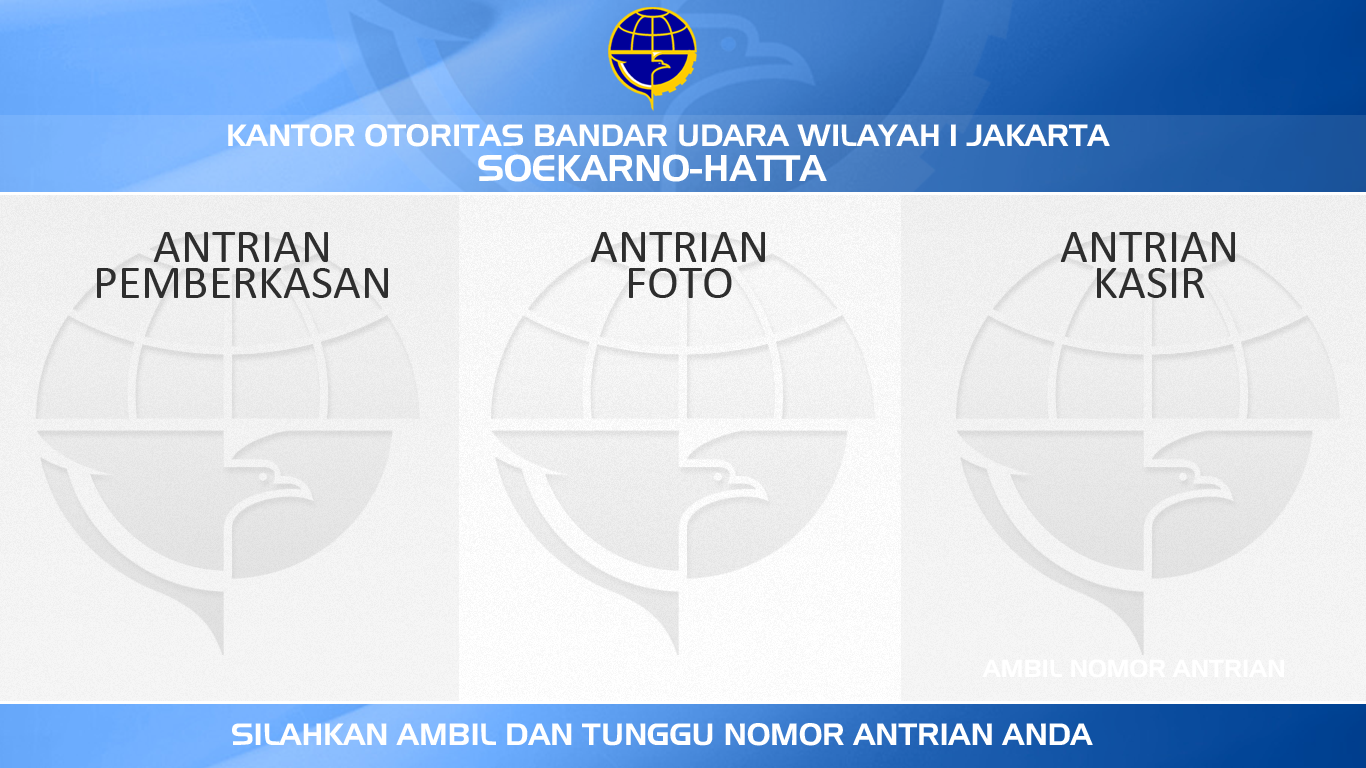 KANTOR OTORITAS BANDAR UDARA WILAYAH I JAKARTA
SOEKARNO-HATTA
ANTRIAN
PEMBERKASAN
ANTRIAN
FOTO
ANTRIAN
KASIR
AMBIL NOMOR ANTRIAN
SILAHKAN AMBIL DAN TUNGGU NOMOR ANTRIAN ANDA